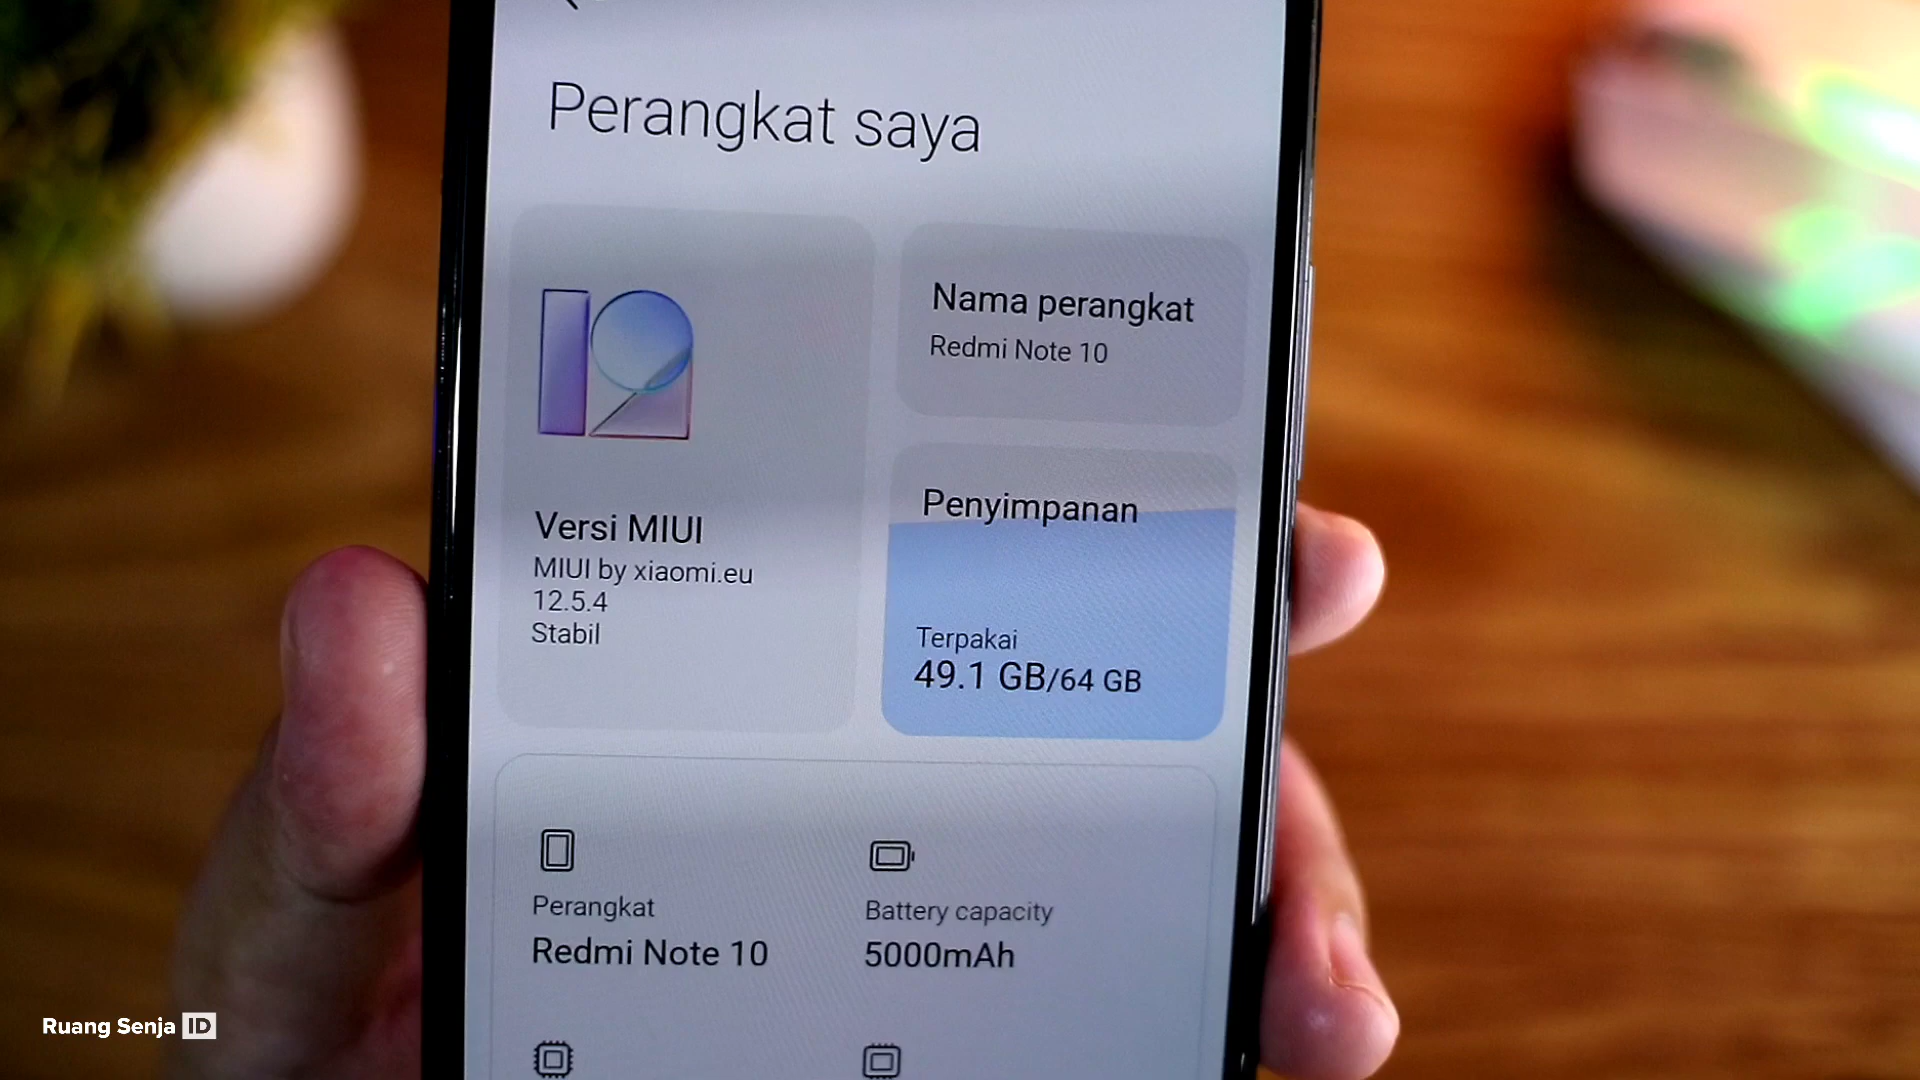 Perangkat saya
12
Nama perangkat
Redmi Note 10
Versi MIUI
MIUI by xiaomi.eu
12.5.4
Stabil
Penyimpanan
Terpakai
49.1 GB/64 GB
Perangkat
Redmi Note 10
Battery capacity
5000mAh
Ruang Senja ID